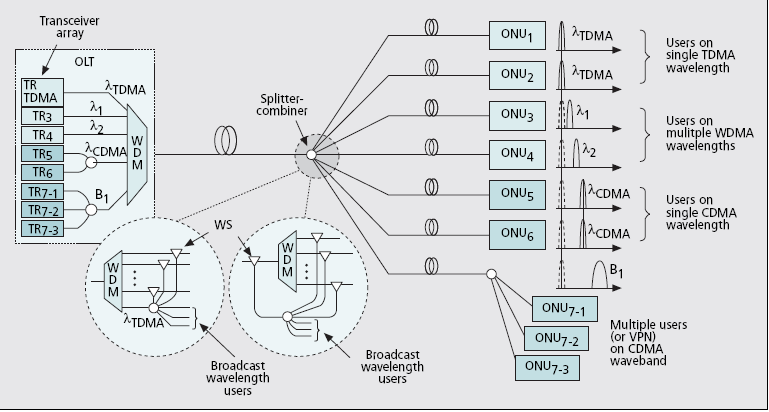 Transceiver
array
OLT
TR
TDMA
TR3
TR4
TR5
TR6
TR7-1
TR7-2
TR7-3
λTDMA
λ1
λ2
λCDMA
B1
W
D
M
Splitter-
combiner
ONU1
ONU2
ONU3
ONU4
ONU5
ONU6
ONU7-1
ONU7-2
ONU7-3
λTDMA
λTDMA
λ1
λ2
λCDMA
λCDMA
B1
Users on
single TDMA
wavelength
Users on
mulitple WDMA
wavelengths
Users on
single CDMA
wavelength
Multiple users
(or VPN)
on CDMA
waveband
WS
W
D
M
λTDMA
Broadcast
wavelength
users
W
D
M
Broadcast
wavelength
users